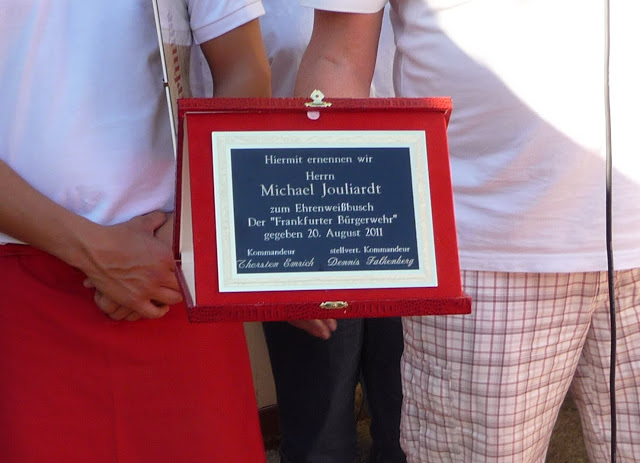 Hiermit ernennen wir
Herrn
Michael Jouliardt
zum Ehrenweißbusch
Der "Frankfurter Bürgerwehr"
gegeben 20. August 2011
Kommandeur stellvert. Kommandeur
Thorsten Emrich Dennis Falkenberg